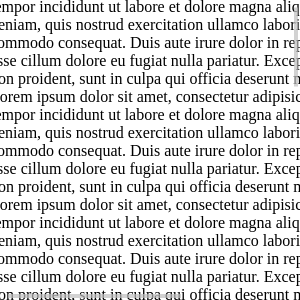 empor incididunt ut labore et dolore magna aliq
eniam, quis nostrud exercitation ullamco labori
ommodo consequat. Duis aute irure dolor in rep
sse cillum dolore eu fugiat nulla pariatur. Excep
on proident, sunt in culpa qui officia deserunt m
orem ipsum dolor sit amet, consectetur adipisic
empor incididunt ut labore et dolore magna aliq
eniam, quis nostrud exercitation ullamco labori
ommodo consequat. Duis aute irure dolor in rep
sse cillum dolore eu fugiat nulla pariatur. Excep
on proident, sunt in culpa qui officia deserunt m
orem ipsum dolor sit amet, consectetur adipisic
empor incididunt ut labore et dolore magna aliq
eniam, quis nostrud exercitation ullamco labori
ommodo consequat. Duis aute irure dolor in rep
sse cillum dolore eu fugiat nulla pariatur. Excep
on proident, sunt in culpa qui officia deserunt m